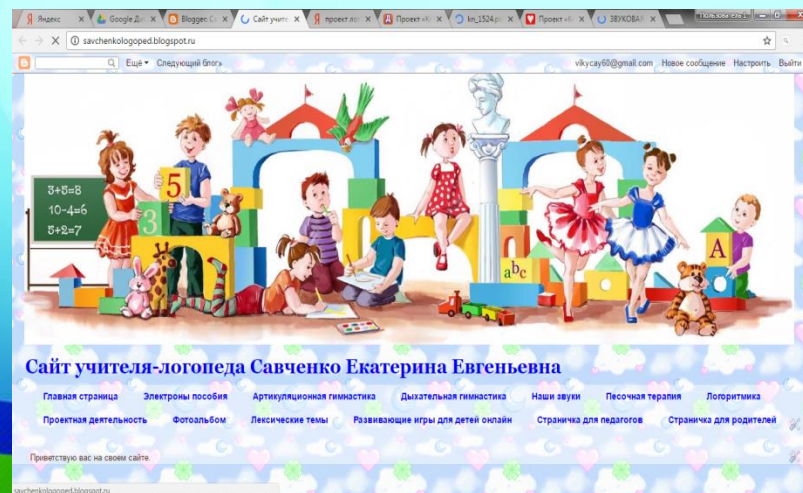 Яндекс
Google Ди
Blogger: С
Сайт учите
проект лог
Проект «К
km_1524.p
Проект «К
ЗВУКОВАЯ
savchenkologoped.blogspot.ru
Ещё Следующий блог» vikycay60@gmail.com Новое сообщение Настроить Выйти
3+5=8
10-4=6
5+2=7
5
3
abc
A
Сайт учителя-логопеда Савченко Екатерина Евгеньевна
Главная страница Электроны пособия Артикуляционная гимнастика Дыхательная гимнастика Наши звуки Песочная терапия Логоритмика
Проектная деятельность Фотоальбом Лексические темы Развивающие игры для детей онлайн Страничка для педагогов Страничка для родителей
Приветствую вас на своем сайте.
savchenkologoped.blogspot.ru